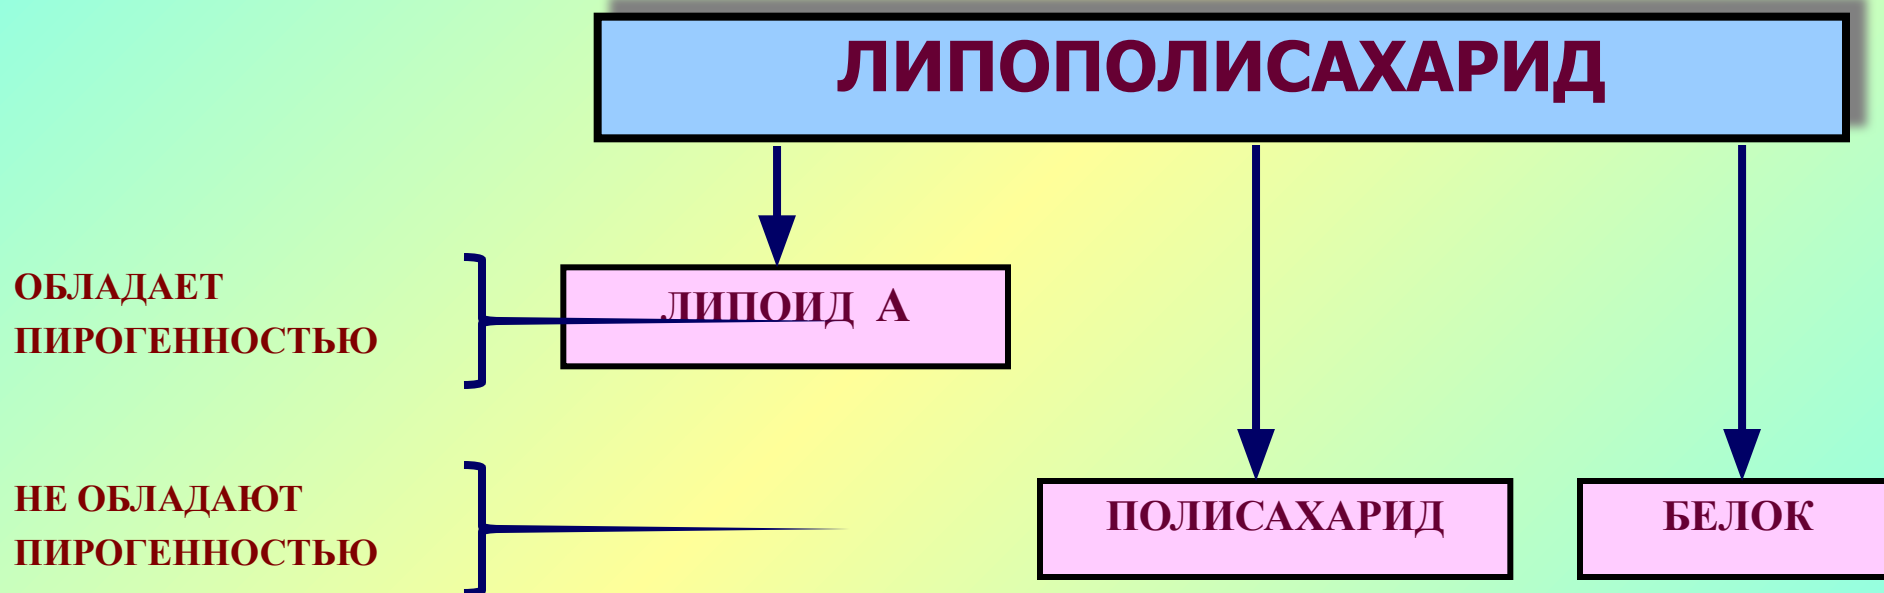 ЛИПОПОЛИСАХАРИД
ОБЛАДАЕТ
ПИРОГЕННОСТЬЮ
ЛИПОИД А
НЕ ОБЛАДАЮТ
ПИРОГЕННОСТЬЮ
ПОЛИСАХАРИД
БЕЛОК